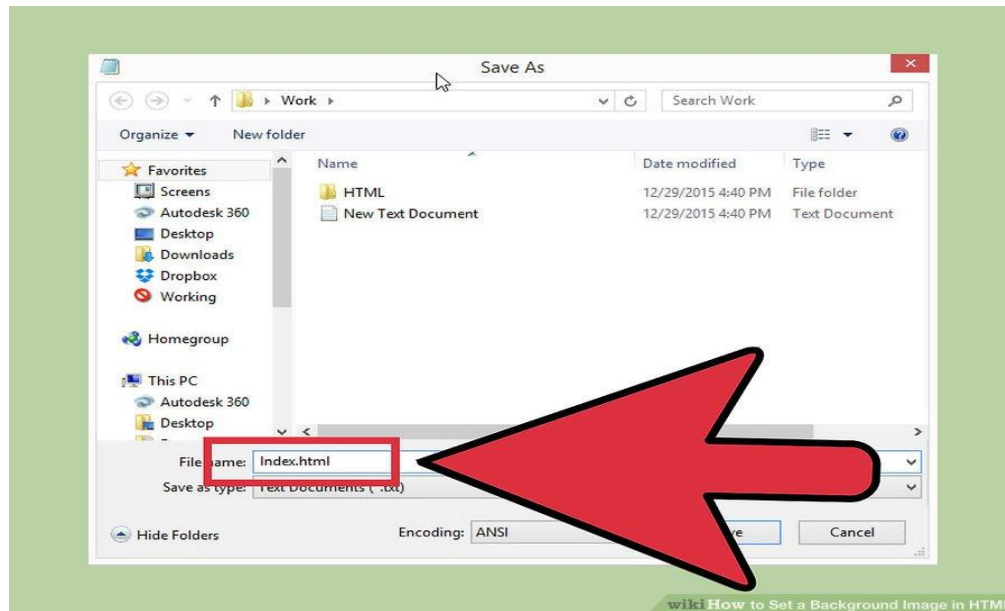 Save As
Work
Search Work
Organize
New folder
Name
Date modified
Type
Favorites
Screens
Autodesk 360
Desktop
Downloads
Dropbox
Working
Homegroup
This PC
Autodesk 360
Desktop
HTML 12/29/2015 4:40 PM File folder
New Text Document 12/29/2015 4:40 PM Text Document
File name: Index.html
Save as type: Text Documents
Hide Folders
Encoding: ANSI
Cancel
wikiHow to Set a Background Image in HTM